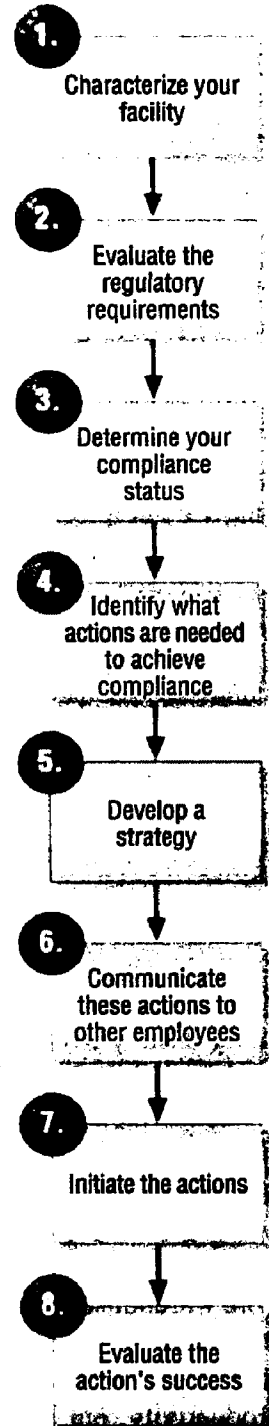 1.
Characterize your
facility
2.
Evaluate the
regulatory
requirements
3.
Determine your
compliance
status
4.
Identify what
actions are needed
to achieve
compliance
5.
Develop a
strategy
6.
Communicate
these actions to
other employees
7.
Initiate the actions
8.
Evaluate the
action's success